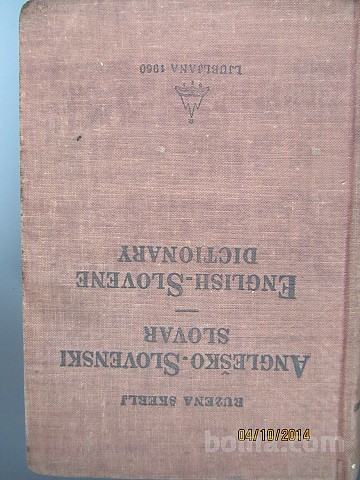 RUŽENA ŠKERLJ
ANGLEŠKO-SLOVENSKI
SLOVAR
ENGLISH-SLOVENE
DICTIONARY
LJUBLJANA 1960
04/10/2014
bolha.com